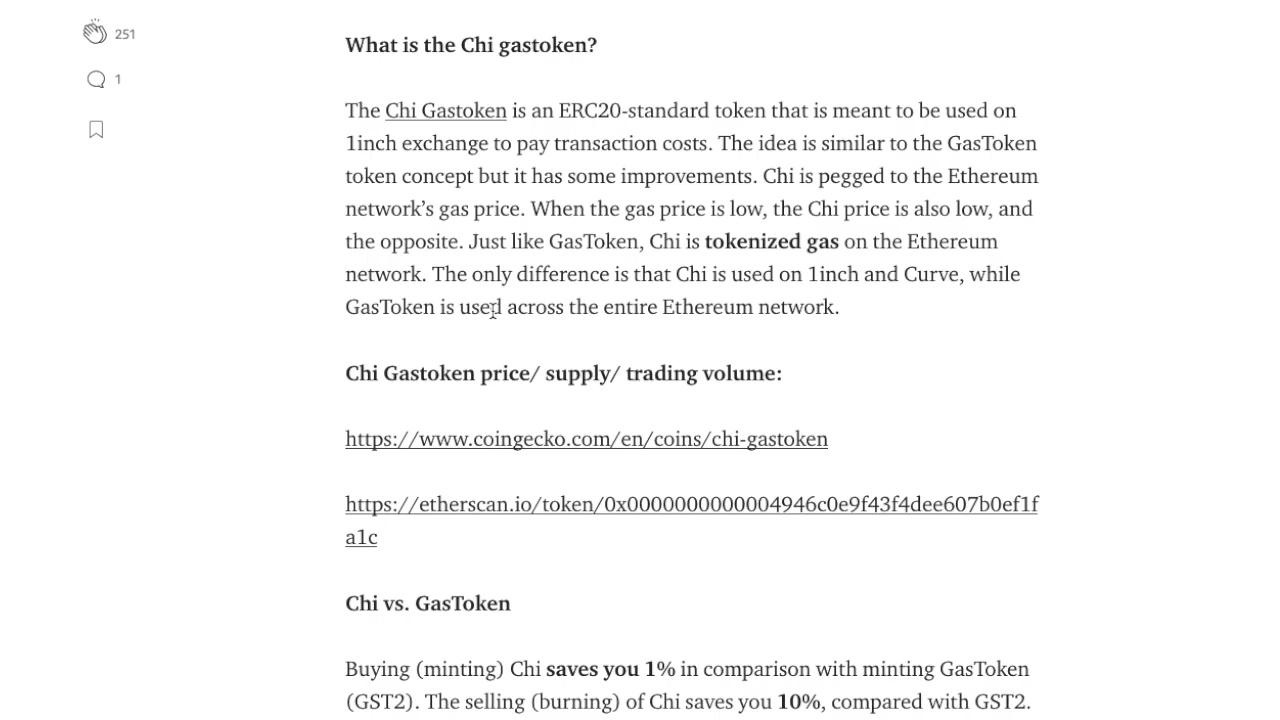 251
What is the Chi gastoken?
1
The Chi Gastoken is an ERC20-standard token that is meant to be used on
1inch exchange to pay transaction costs. The idea is similar to the GasToken
token concept but it has some improvements. Chi is pegged to the Ethereum
network’s gas price. When the gas price is low, the Chi price is also low, and
the opposite. Just like GasToken, Chi is tokenized gas on the Ethereum
network. The only difference is that Chi is used on 1inch and Curve, while
GasToken is used across the entire Ethereum network.
Chi Gastoken price/ supply/ trading volume:
https://www.coingecko.com/en/coins/chi-gastoken
https://etherscan.io/token/0x0000000000004946c0e9f43f4dee607b0ef1f
a1c
Chi vs. GasToken
Buying (minting) Chi saves you 1% in comparison with minting GasToken
(GST2). The selling (burning) of Chi saves you 10%, compared with GST2.